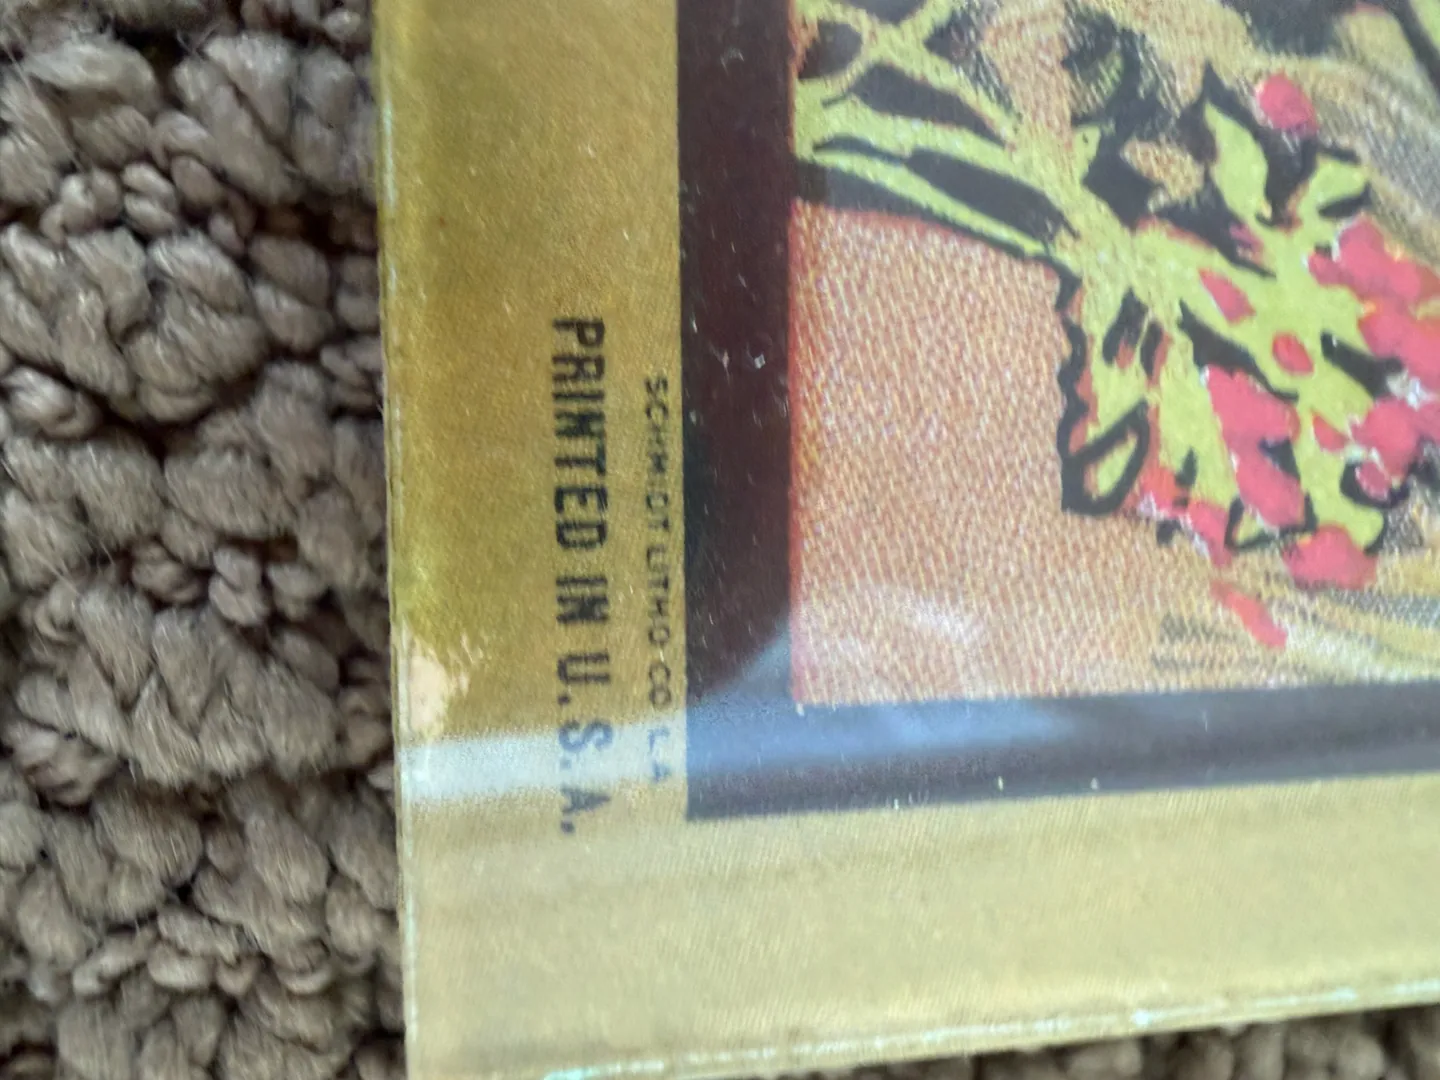 SCHMIDT LITHO. CO. L.A.
PRINTED IN U.S.A.